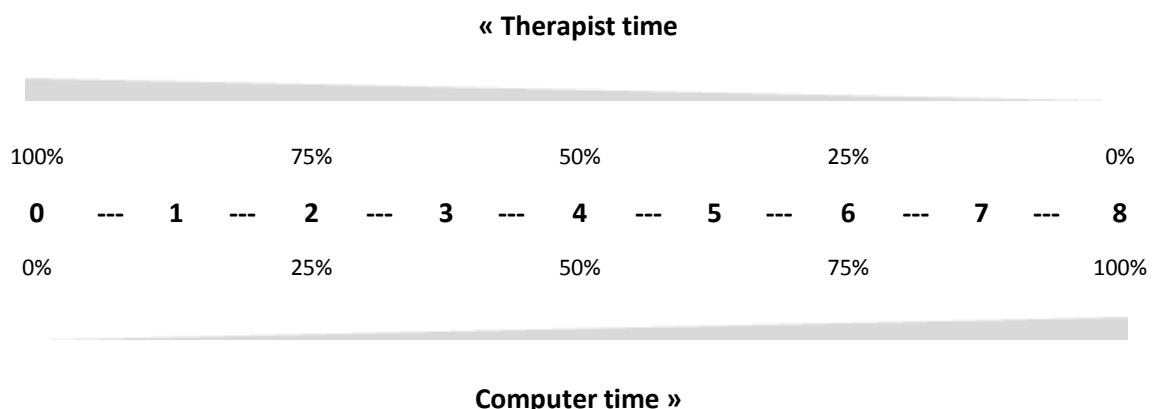 « Therapist time
100% 75% 50% 25% 0%
0 --- 1 --- 2 --- 3 --- 4 --- 5 --- 6 --- 7 --- 8
0% 25% 50% 75% 100%
Computer time »